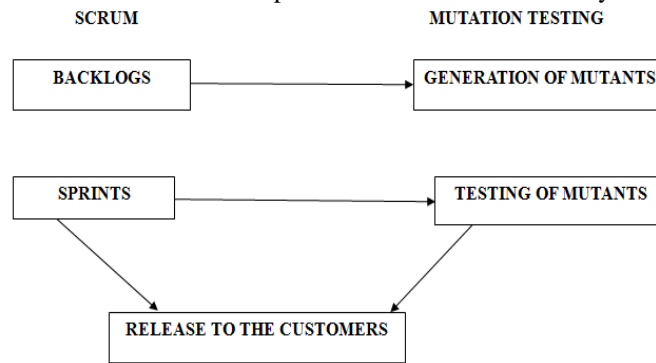 SCRUM MUTATION TESTING
BACKLOGS GENERATION OF MUTANTS
SPRINTS TESTING OF MUTANTS
RELEASE TO THE CUSTOMERS